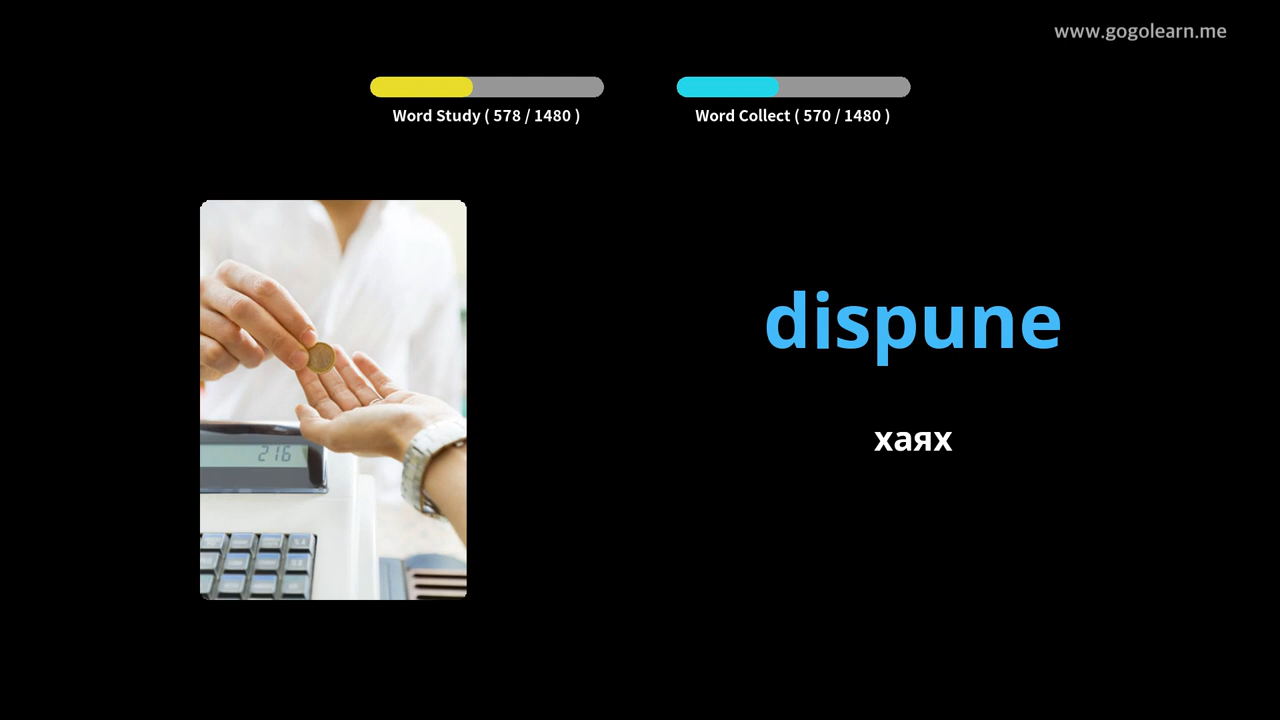 www.gogolearn.me
Word Study ( 578 / 1480 )
Word Collect ( 570 / 1480 )
dispune
хаях
216